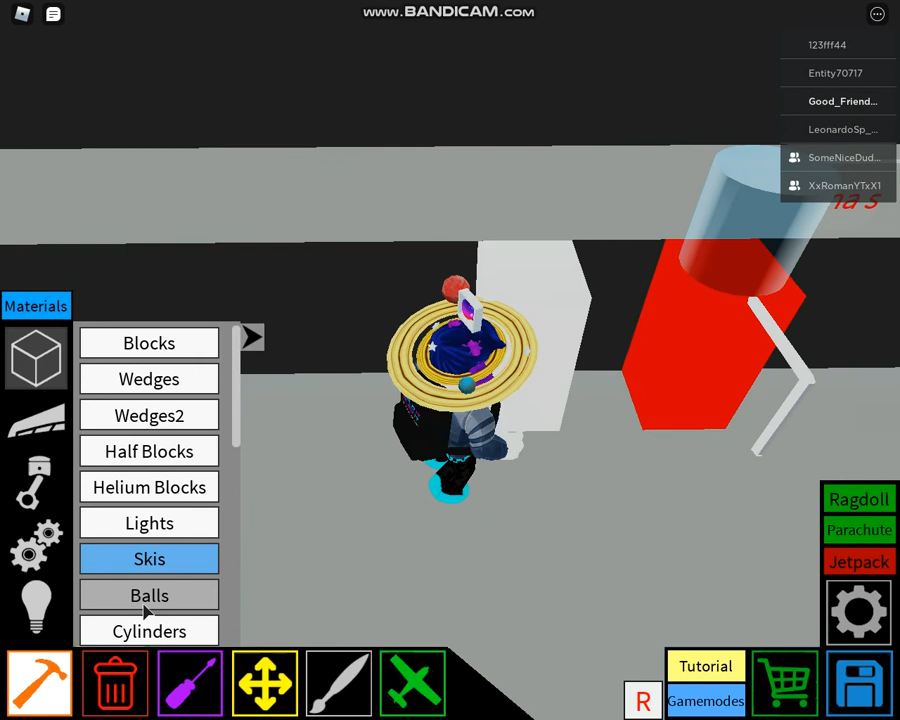 www.BANDICAM.com
123fff44
Entity70717
Good_Friend...
LeonardoSp_...
SomeNiceDud...
XxRomanYTxX1
nas
Materials
Blocks
Wedges
Wedges2
Half Blocks
Helium Blocks
Lights
Skis
Balls
Cylinders
Ragdoll
Parachute
Jetpack
Tutorial
R
Gamemodes